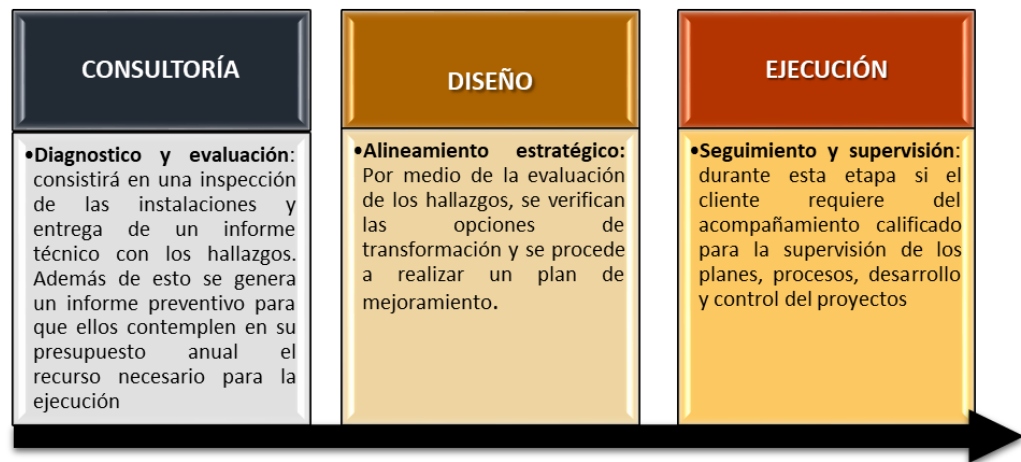 CONSULTORÍA
•Diagnostico y evaluación:
consistirá en una inspección
de las instalaciones y
entrega de un informe
técnico con los hallazgos.
Además de esto se genera
un informe preventivo para
que ellos contemplen en su
presupuesto anual el
recurso necesario para la
ejecución
DISEÑO
•Alineamiento estratégico:
Por medio de la evaluación
de los hallazgos, se verifican
las opciones de
transformación y se procede
a realizar un plan de
mejoramiento.
EJECUCIÓN
•Seguimiento y supervisión:
durante esta etapa si el
cliente requiere del
acompañamiento calificado
para la supervisión de los
planes, procesos, desarrollo
y control del proyectos